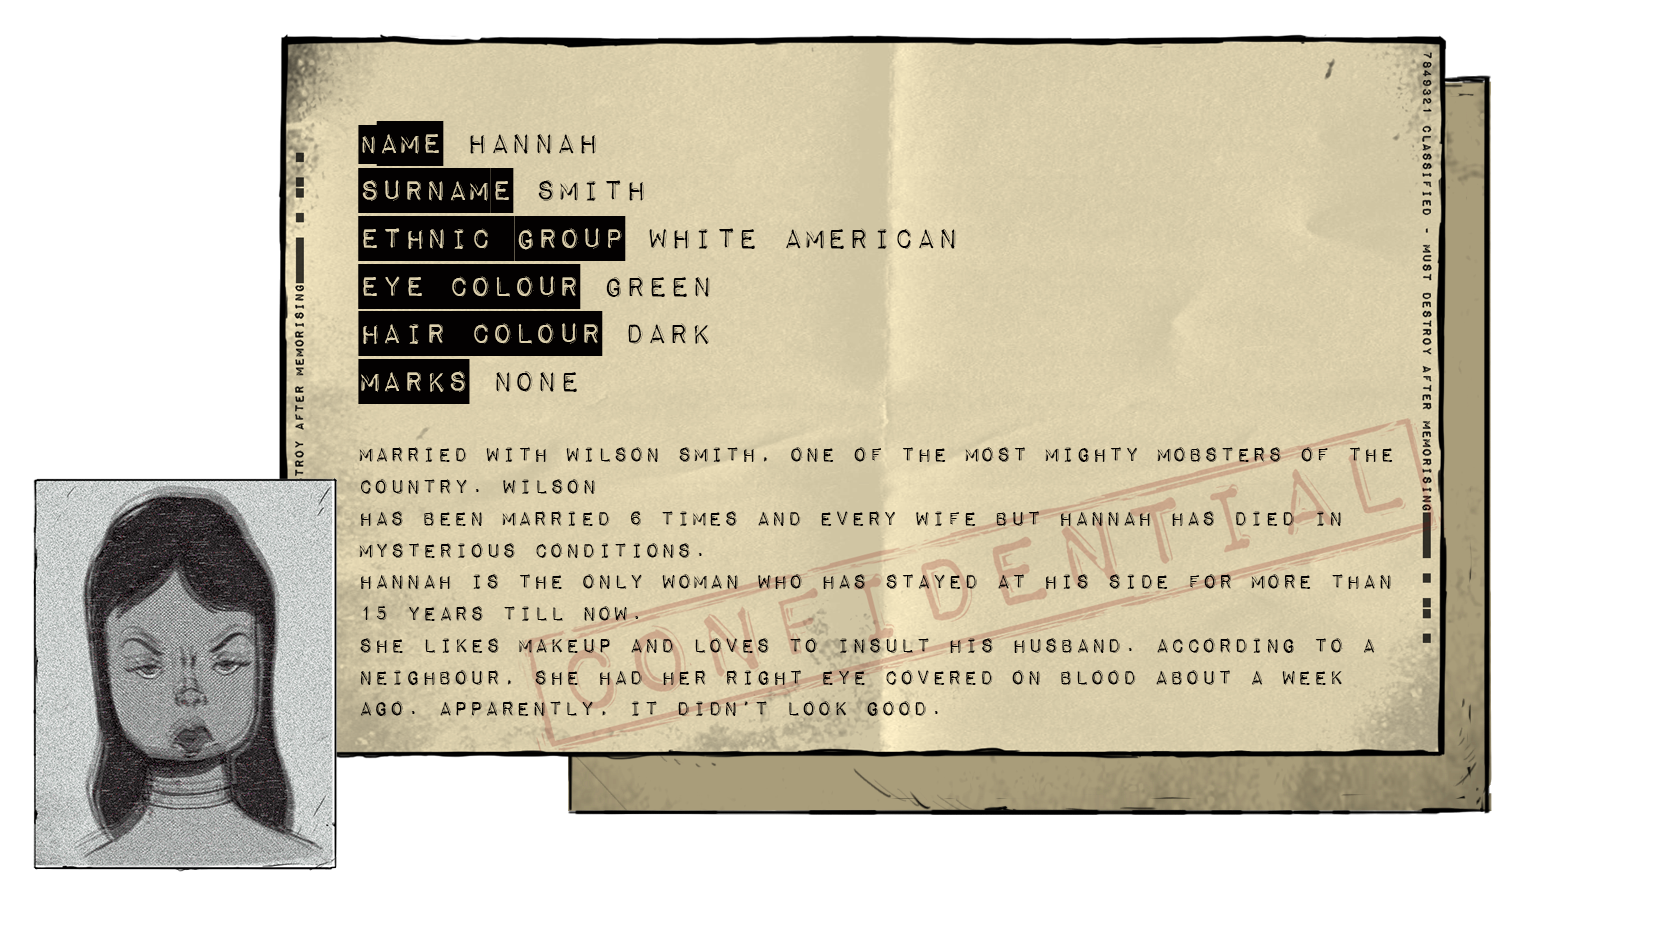 NAME HANNAH
SURNAME SMITH
ETHNIC GROUP WHITE AMERICAN
EYE COLOUR GREEN
HAIR COLOUR DARK
MARKS NONE
MARRIED WITH WILSON SMITH, ONE OF THE MOST MIGHTY MOBSTERS OF THE
COUNTRY. WILSON
HAS BEEN MARRIED 6 TIMES AND EVERY WIFE BUT HANNAH HAS DIED IN
MYSTERIOUS CONDITIONS.
HANNAH IS THE ONLY WOMAN WHO HAS STAYED AT HIS SIDE FOR MORE THAN
15 YEARS TILL NOW.
SHE LIKES MAKEUP AND LOVES TO INSULT HIS HUSBAND. ACCORDING TO A
NEIGHBOUR, SHE HAD HER RIGHT EYE COVERED ON BLOOD ABOUT A WEEK
AGO. APPARENTLY, IT DIDN'T LOOK GOOD.
CONFIDENTIAL
7849321 CLASSIFIED - MUST DESTROY AFTER MEMORISING
TROY AFTER MEMORISING